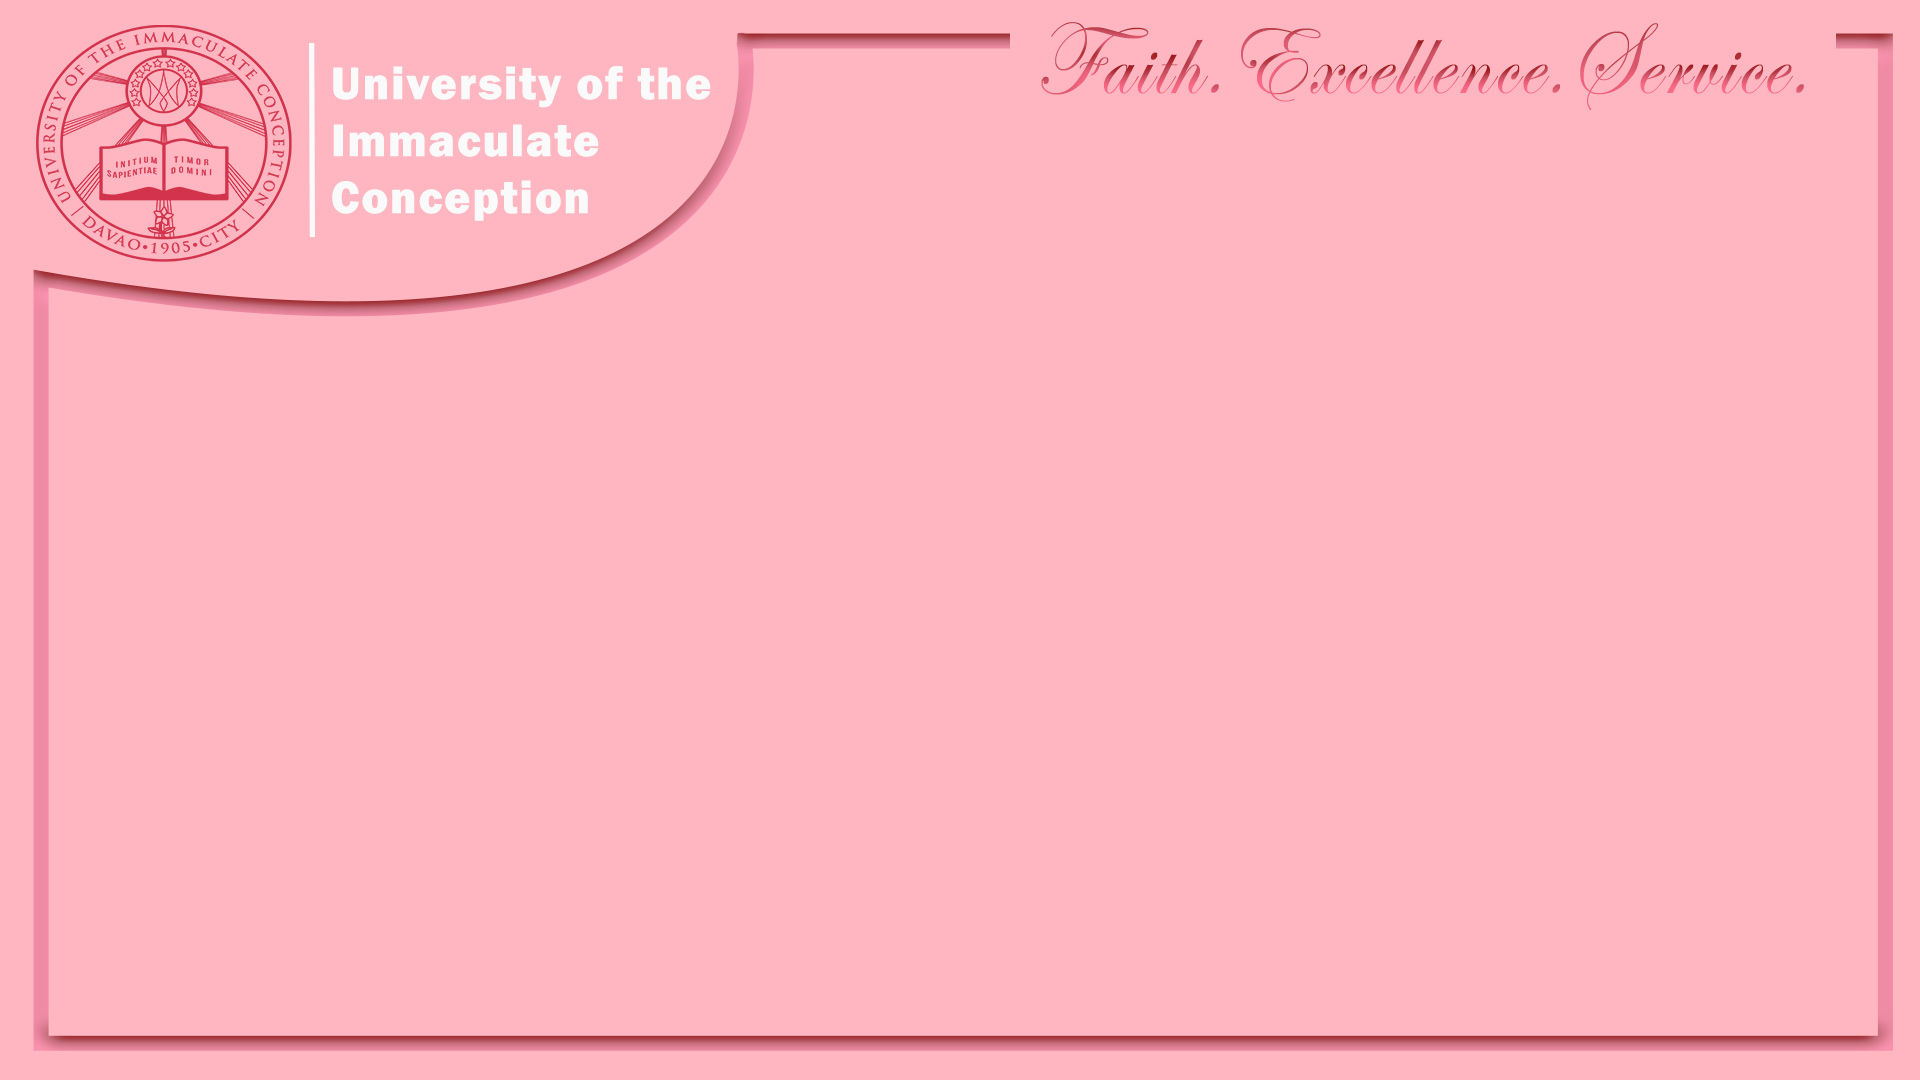 UNIVERSITY OF THE IMMACULATE CONCEPTION
DAVAO•1905•CITY
INITIUM
SAPIENTIAE
TIMOR
DOMINI
University of the
Immaculate
Conception
Faith. Excellence. Service.